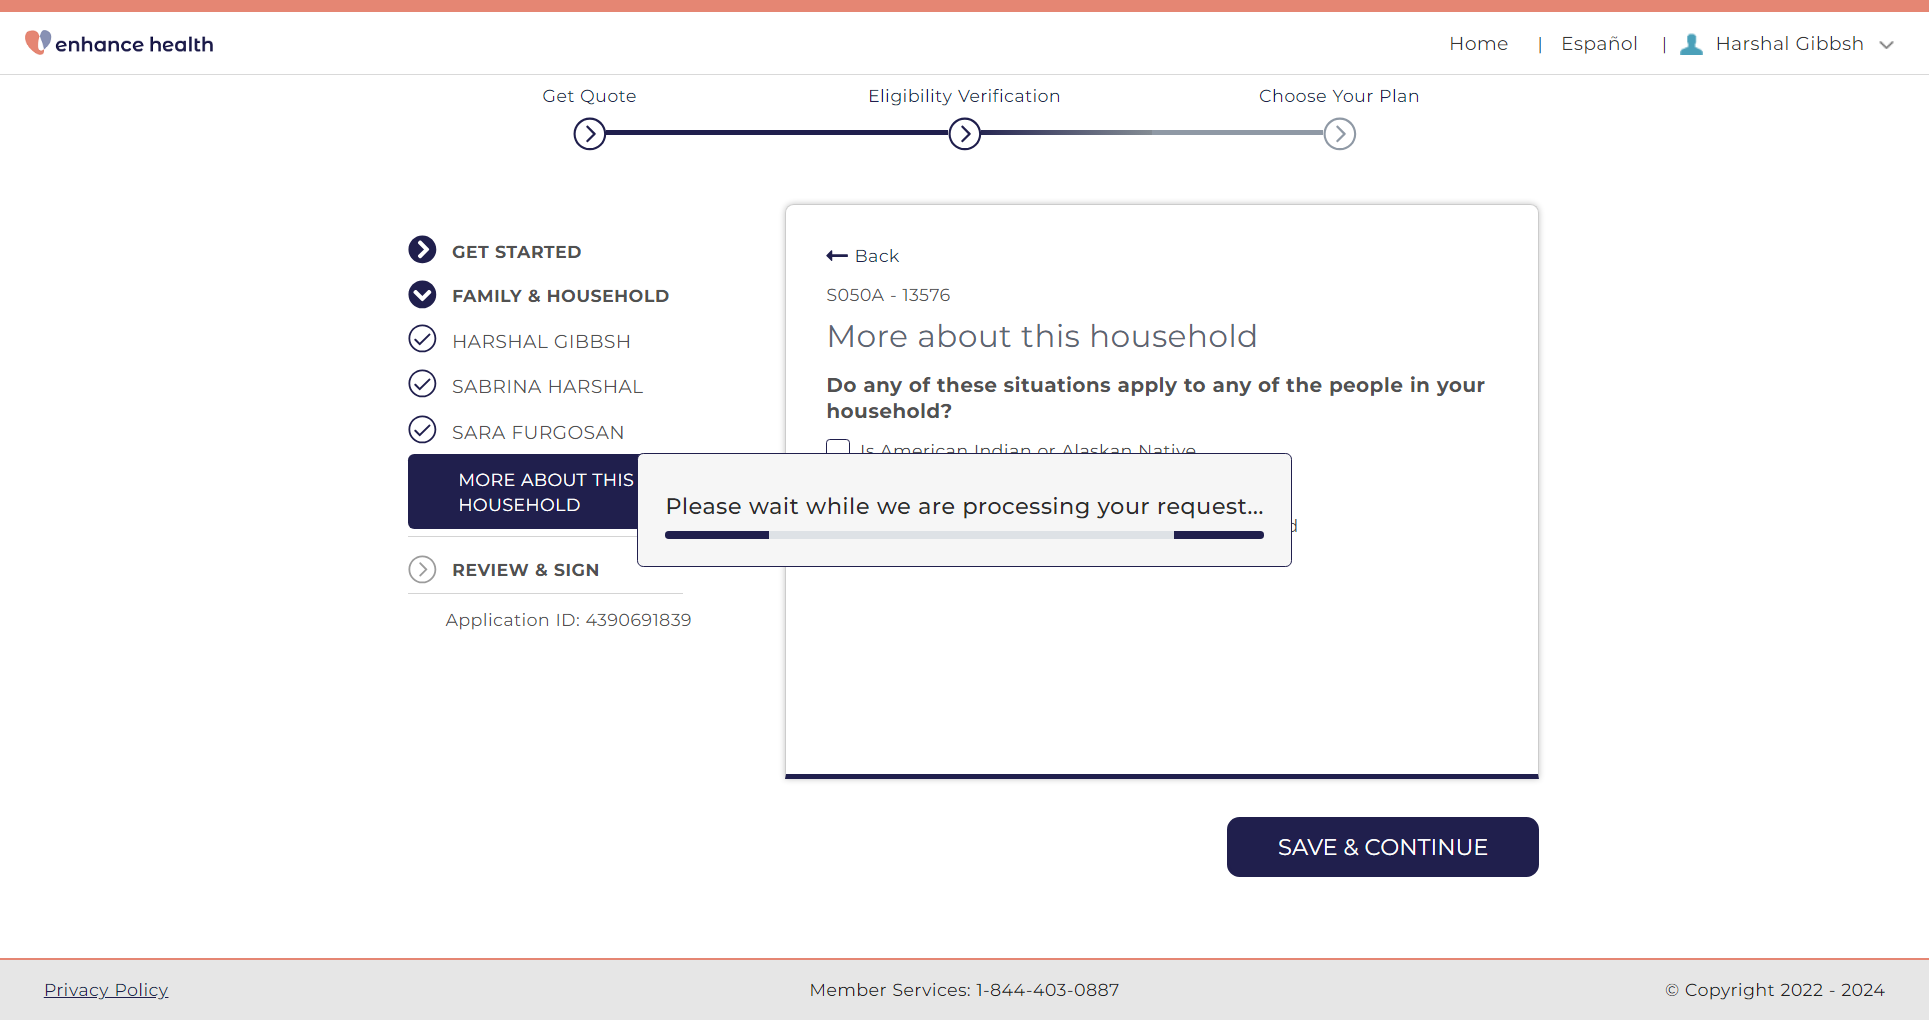 enhance health
Home | Español | Harshal Gibbsh
Get Quote
Eligibility Verification
Choose Your Plan
GET STARTED
FAMILY & HOUSEHOLD
HARSHAL GIBBSH
SABRINA HARSHAL
SARA FURGOSAN
MORE ABOUT THIS
HOUSEHOLD
REVIEW & SIGN
Application ID: 4390691839
Back
S050A - 13576
More about this household
Do any of these situations apply to any of the people in your
household?
Is American Indian or Alaskan Native
Please wait while we are processing your request...
SAVE & CONTINUE
Privacy Policy
Member Services: 1-844-403-0887
© Copyright 2022 - 2024